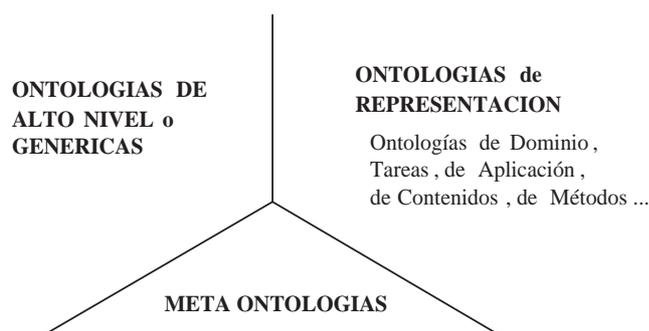 ONTOLOGIAS DE
ALTO NIVEL o
GENERICAS
ONTOLOGIAS de
REPRESENTACION
Ontologías de Dominio ,
Tareas , de Aplicación ,
de Contenidos , de Métodos ...
META ONTOLOGIAS